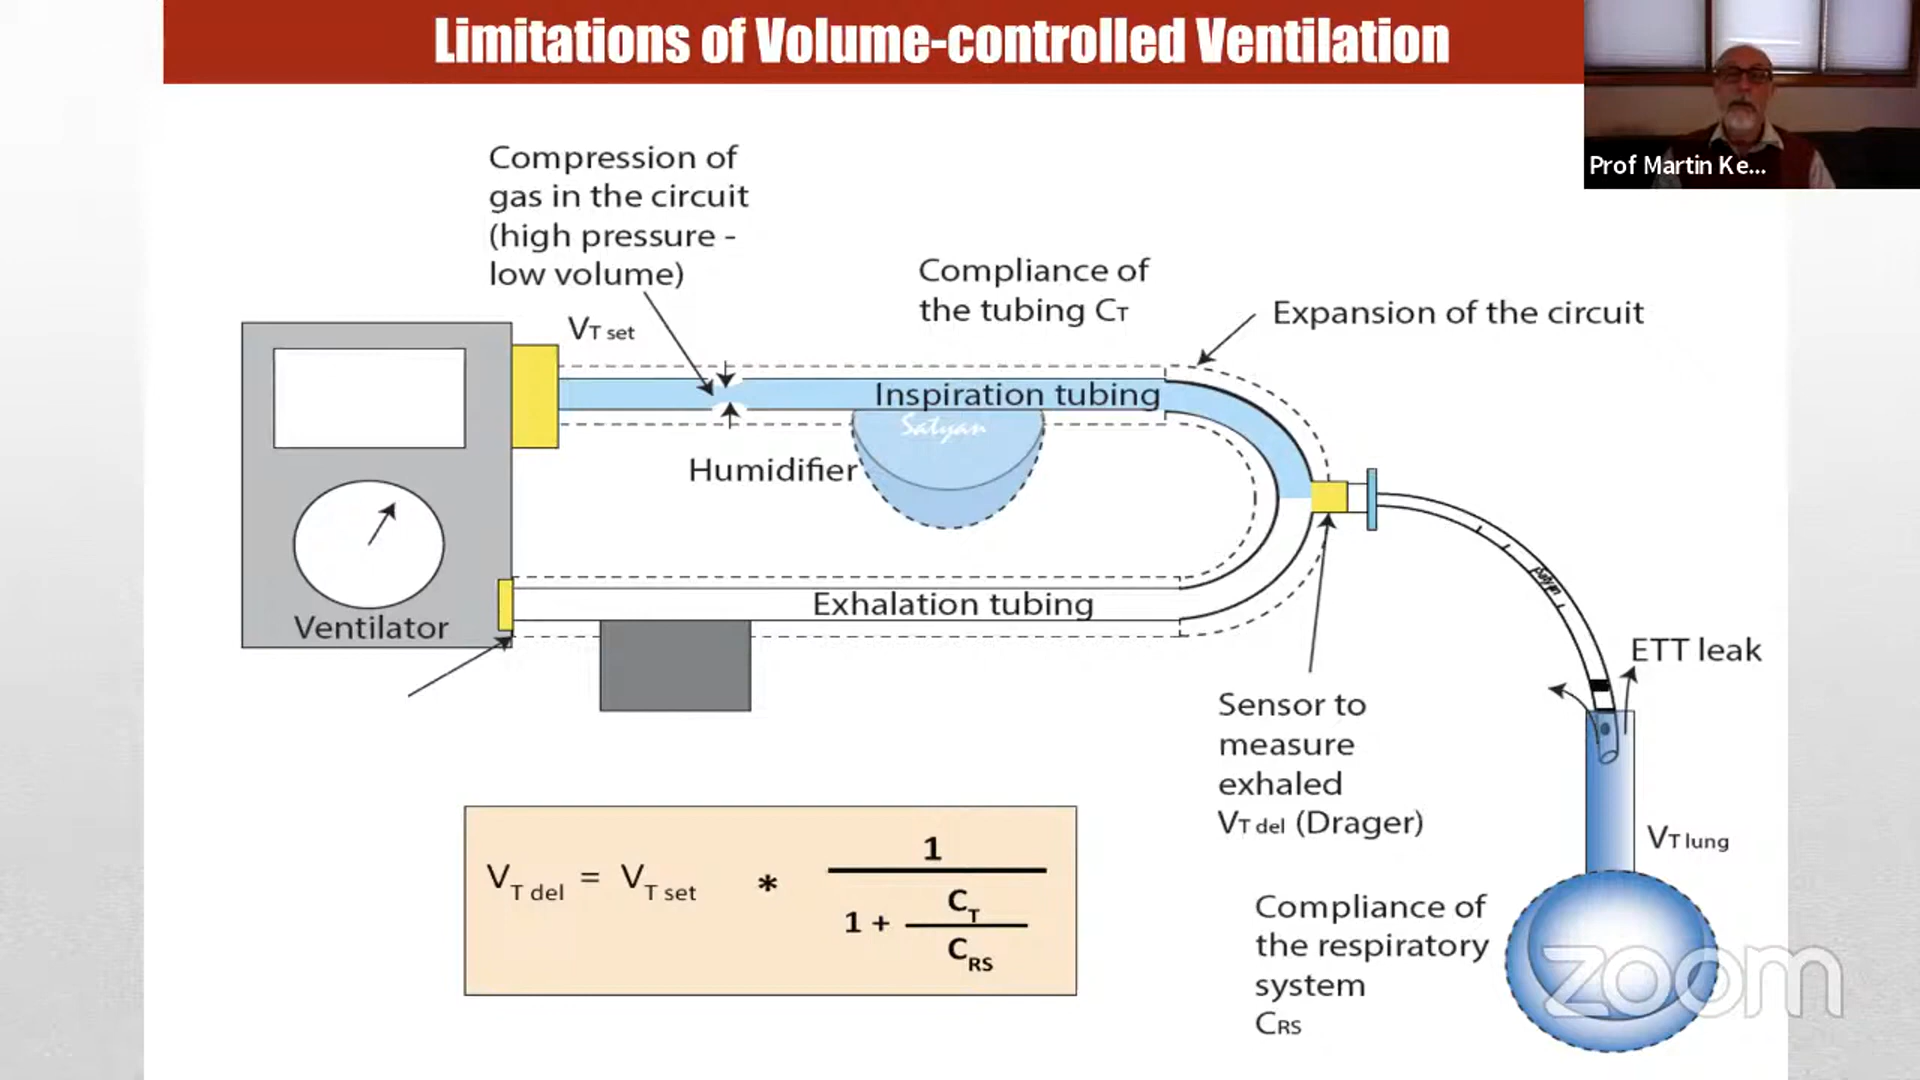 Limitations of Volume-controlled Ventilation
Prof Martin Ke...
Compression of
gas in the circuit
(high pressure -
low volume)
Compliance of
the tubing CT
Expansion of the circuit
VT set
Inspiration tubing
Satyan
Humidifier
Exhalation tubing
Ventilator
Satyan
ETT leak
Sensor to
measure
exhaled
VT del (Drager)
VT lung
VT del = VT set * 1
1 + CT
CRS
Compliance of
the respiratory
system
CRS
zoom